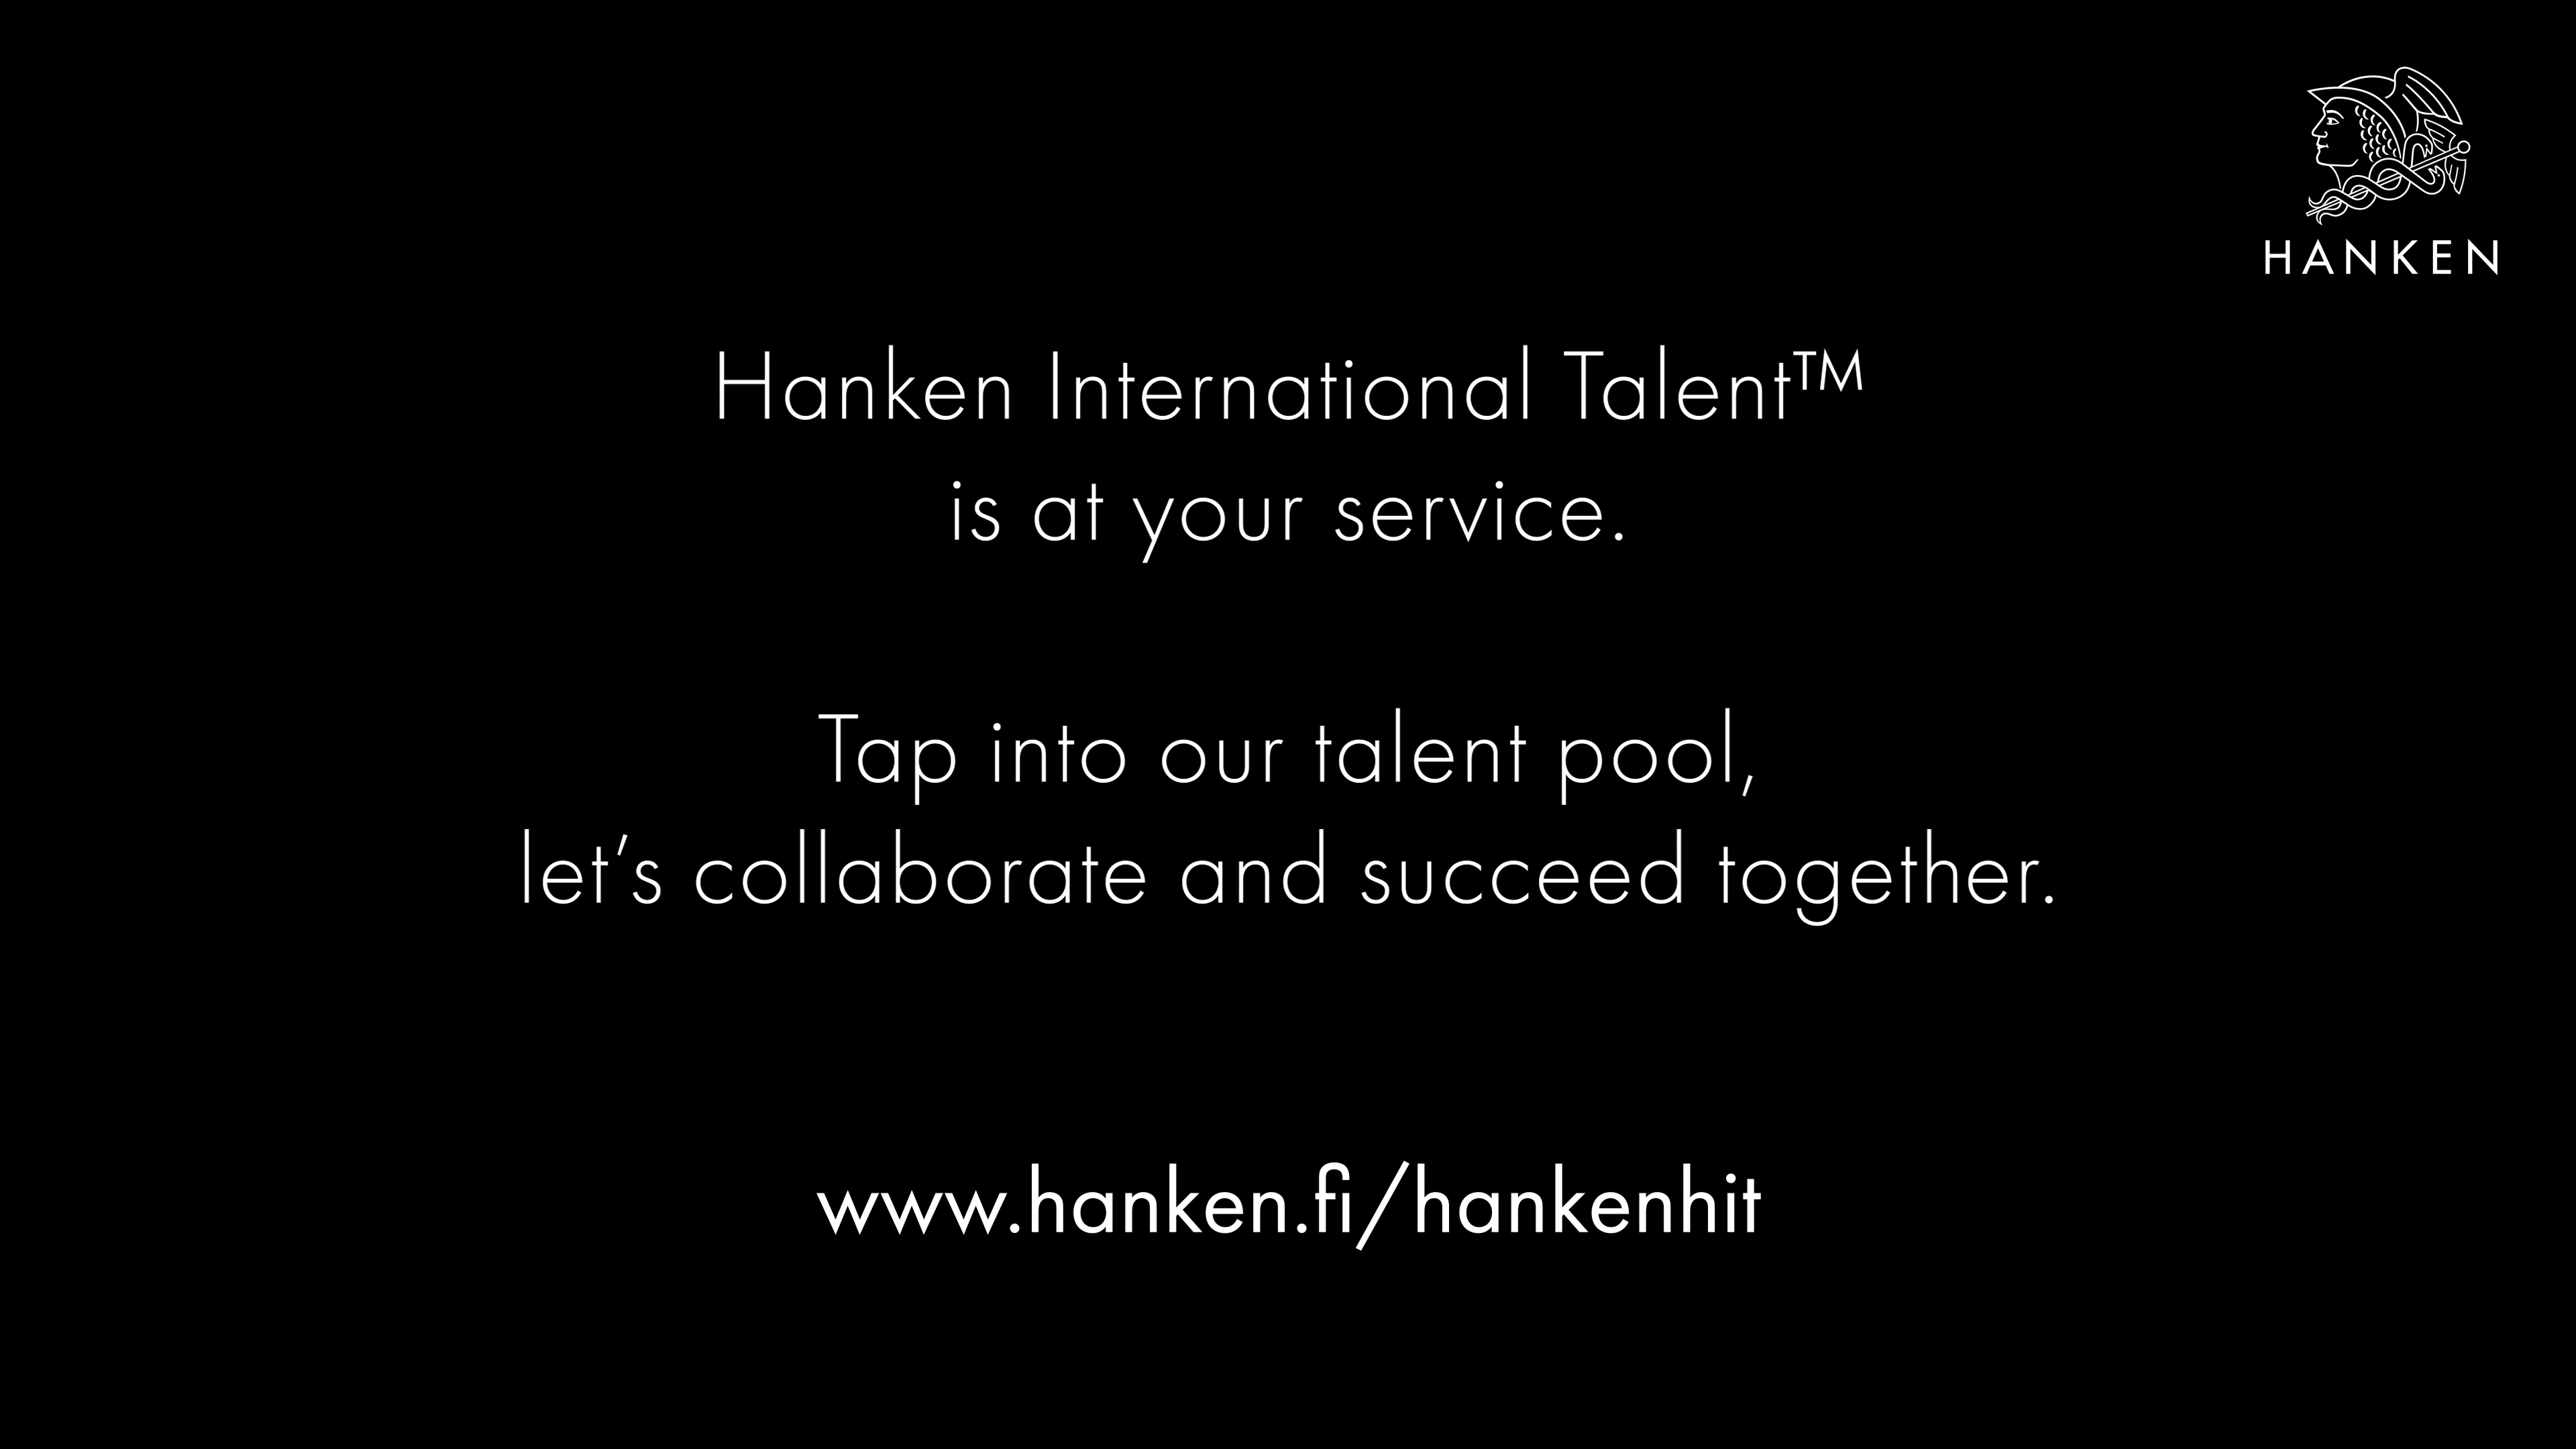 HANKEN
Hanken International Talent™
is at your service.
Tap into our talent pool,
let’s collaborate and succeed together.
www.hanken.fi/hankenhit